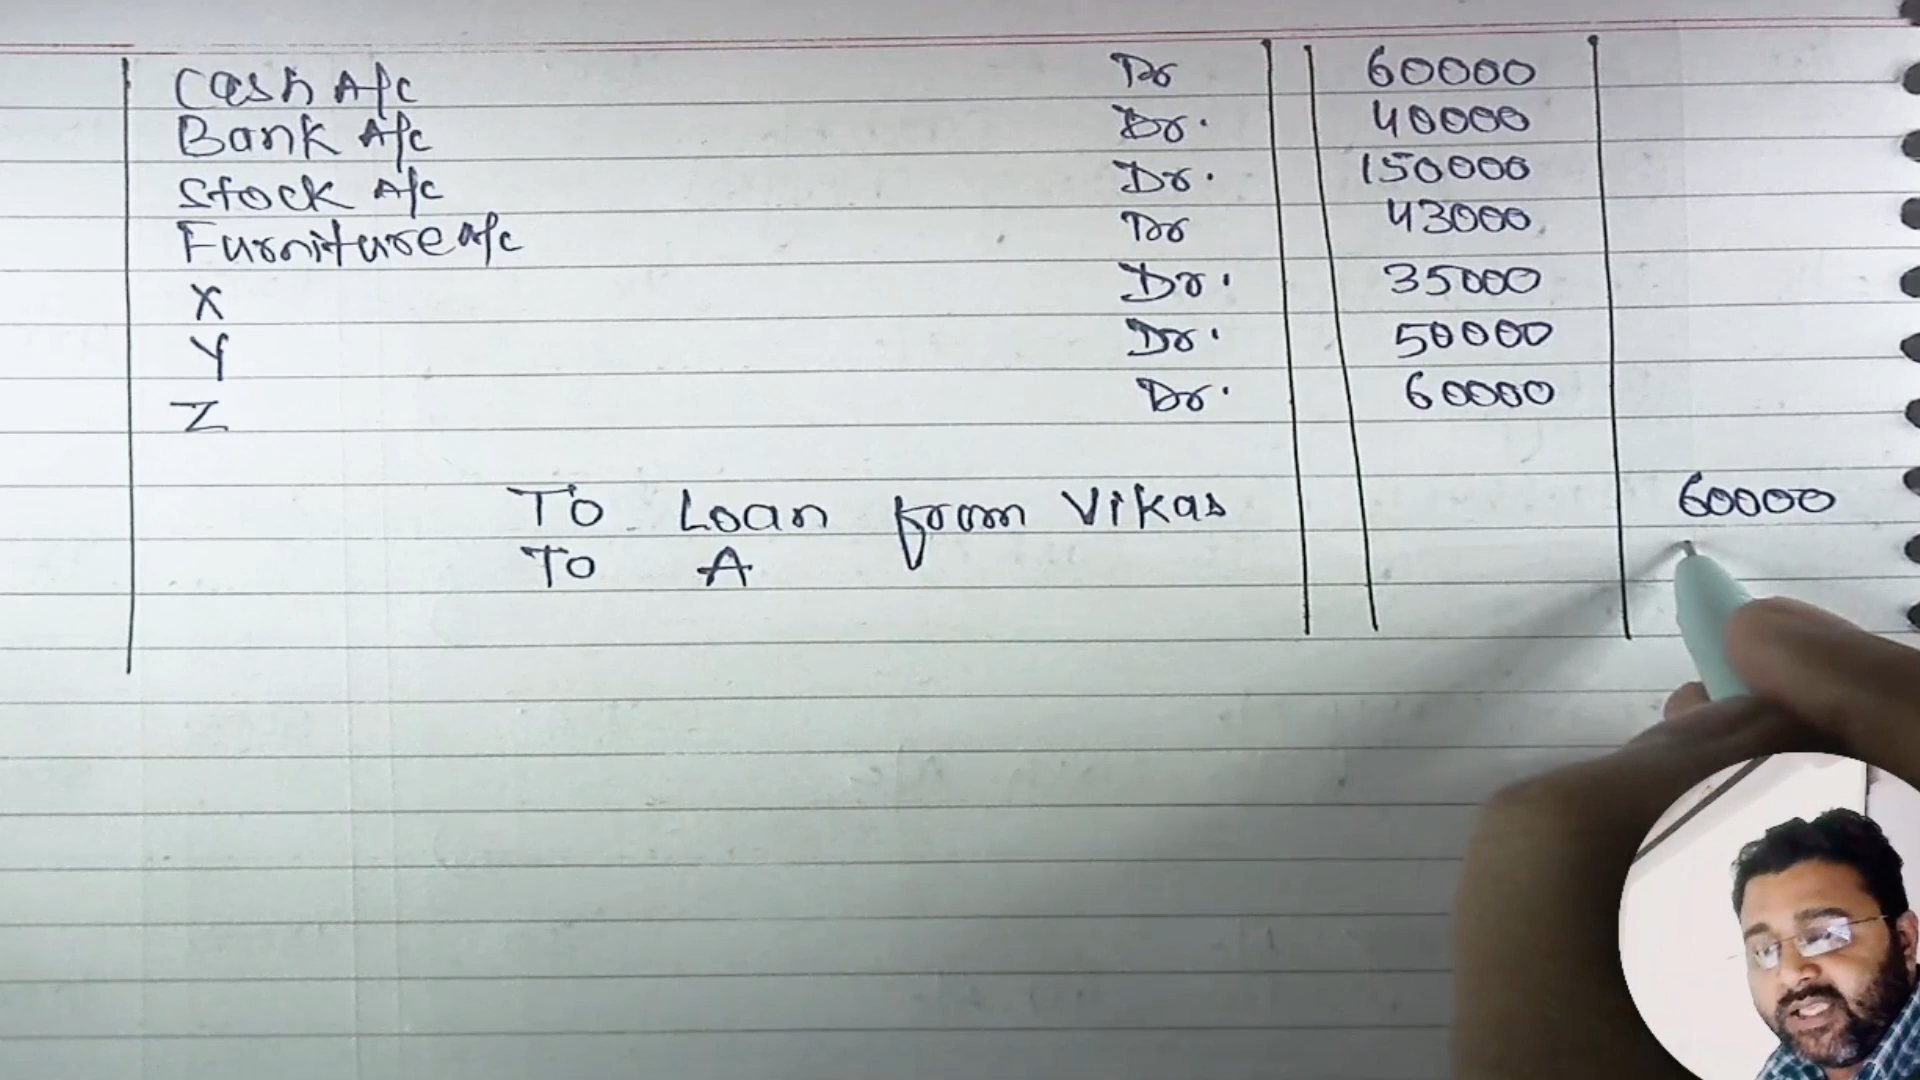 Cash A/c Dr 60000
Bank A/c Dr. 40000
Stock A/c Dr. 150000
Furniture A/c Dr 43000
X Dr. 35000
Y Dr. 50000
Z Dr. 60000
To Loan from Vikas 60000
To A